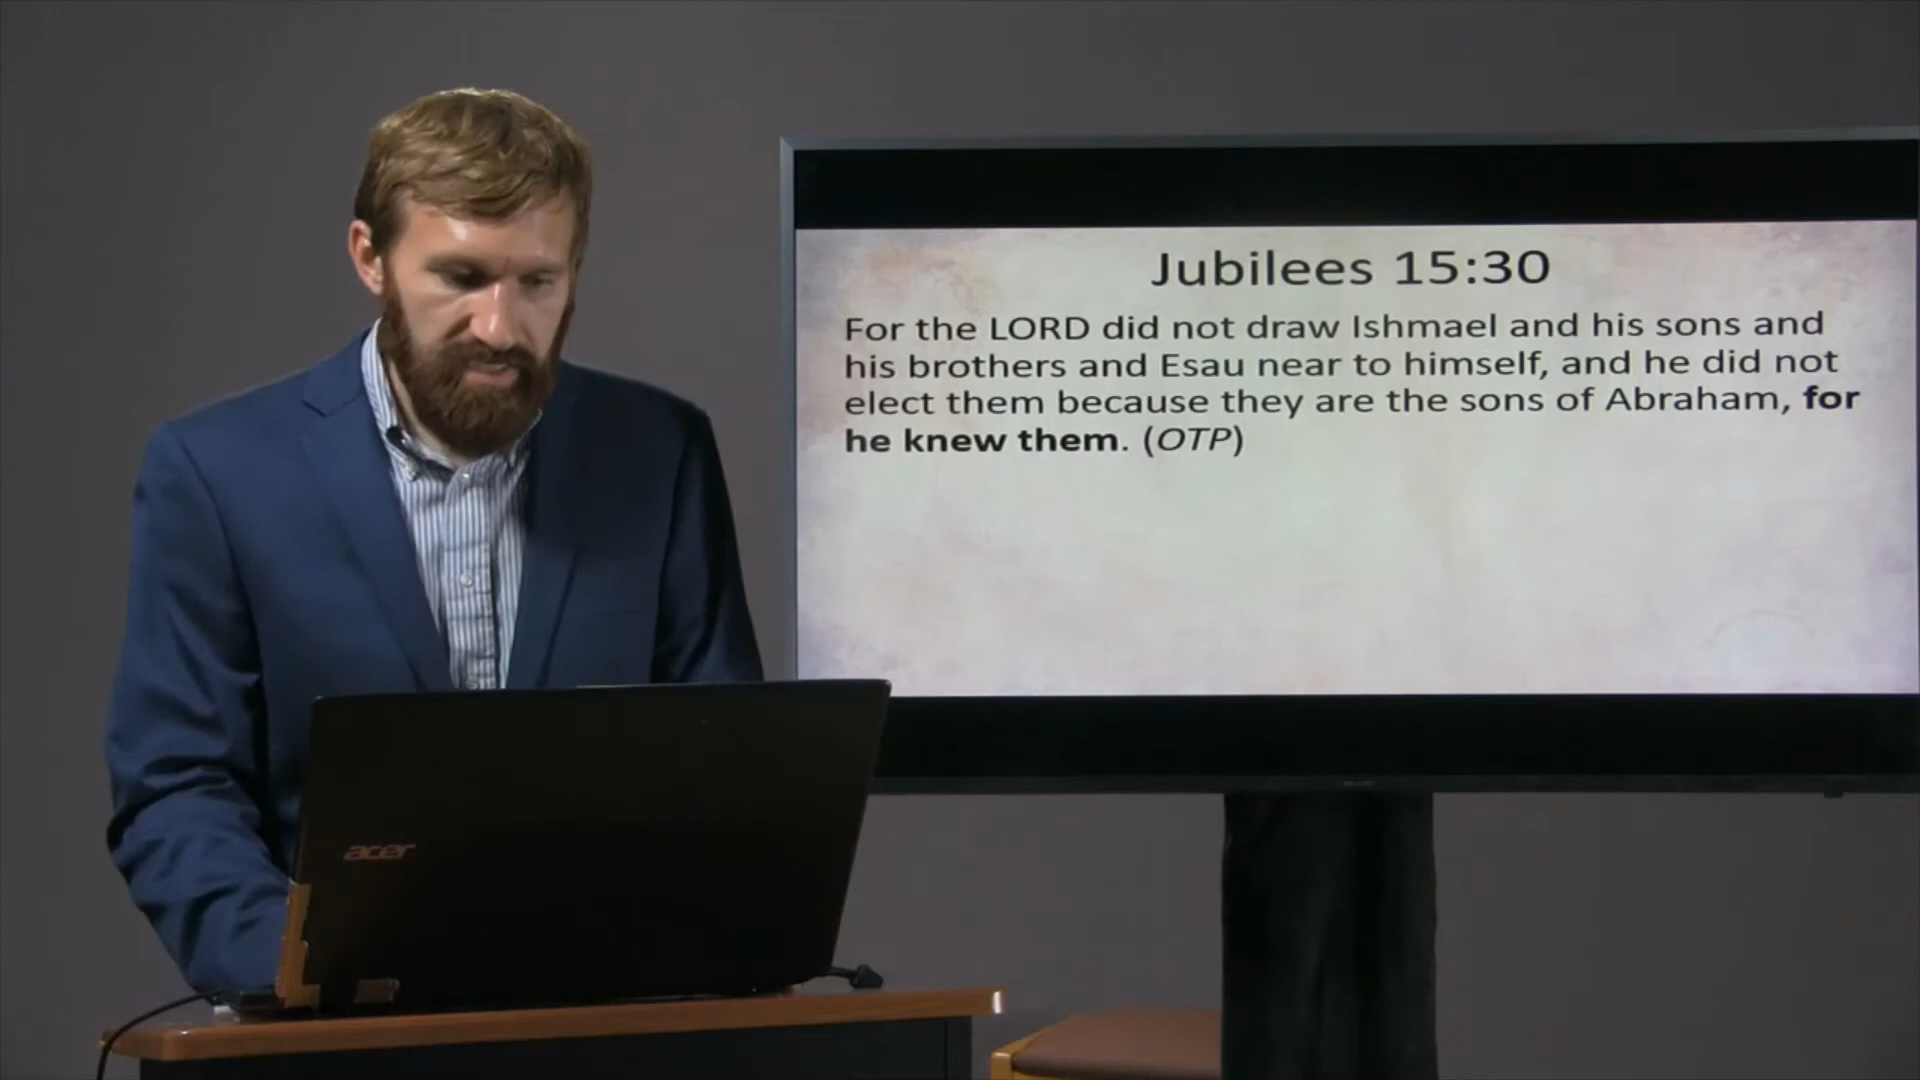 Jubilees 15:30
For the LORD did not draw Ishmael and his sons and
his brothers and Esau near to himself, and he did not
elect them because they are the sons of Abraham, for
he knew them. (OTP)
acer